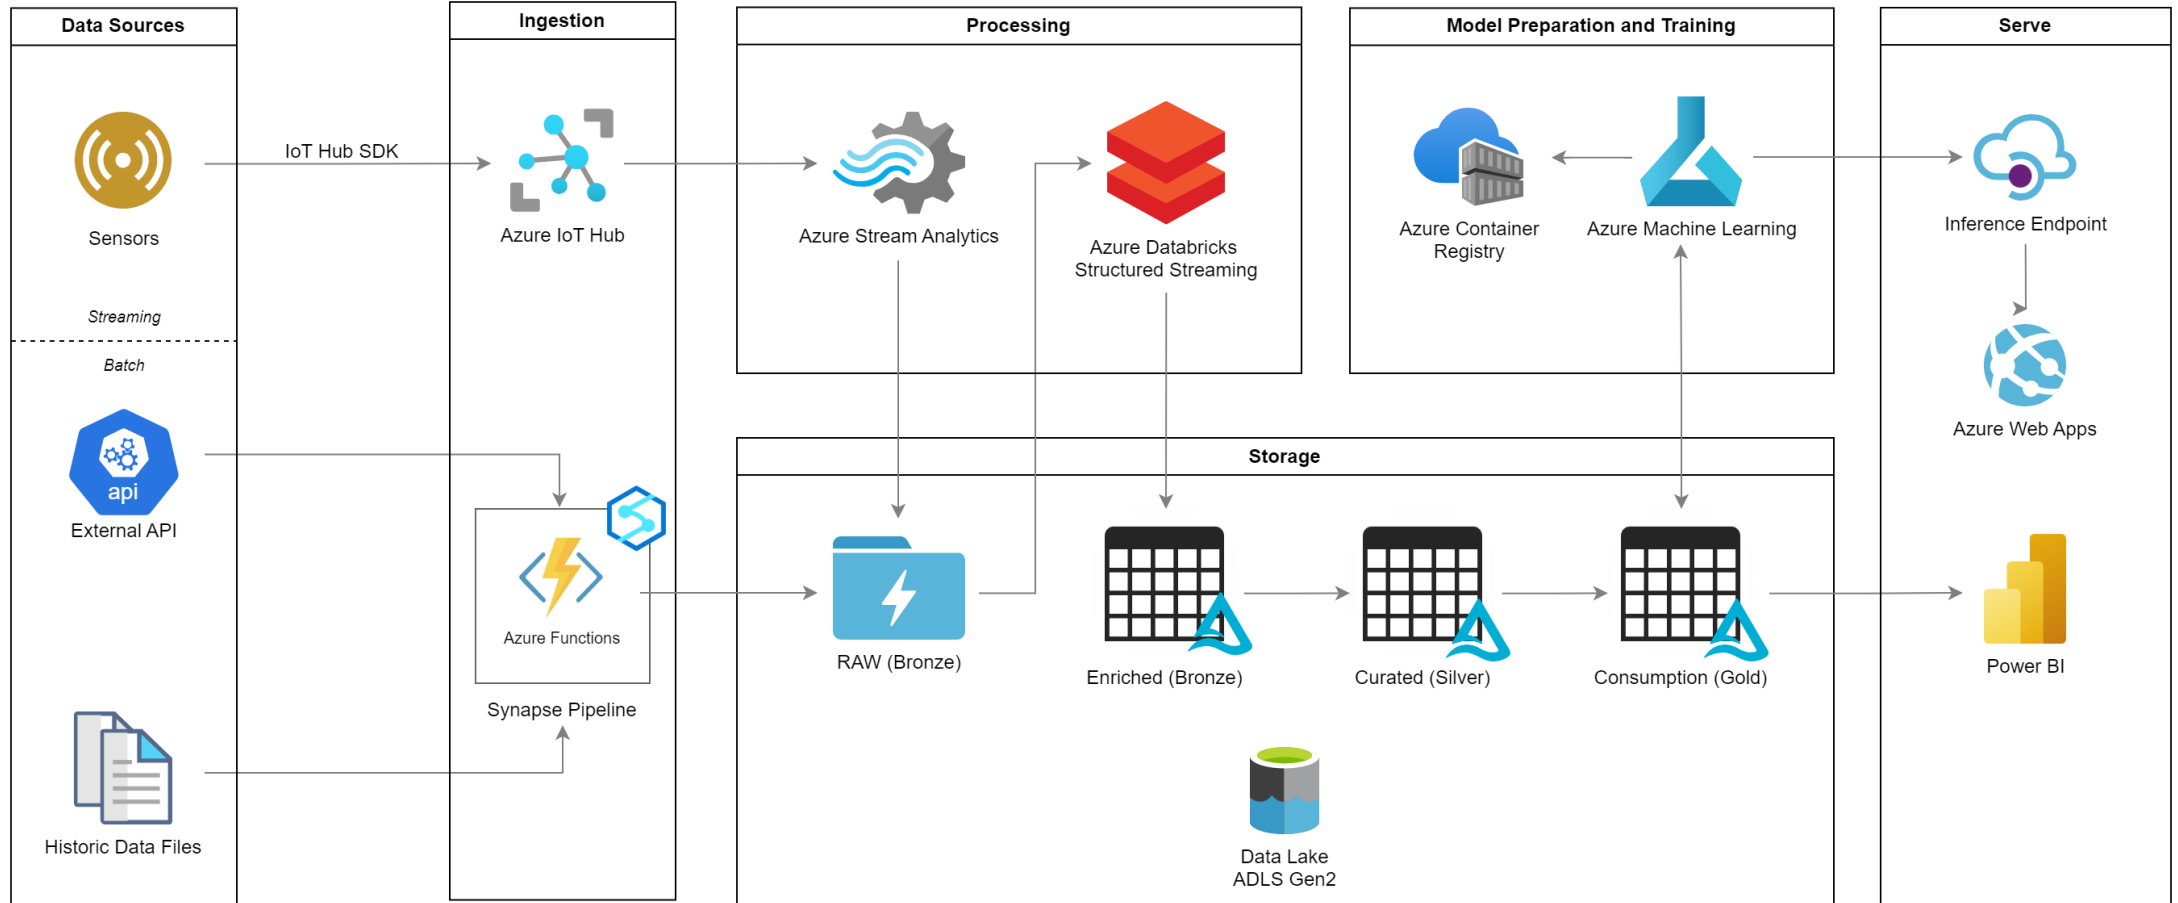 Data Sources
Sensors
Streaming
Batch
api
External API
Historic Data Files
IoT Hub SDK
Ingestion
Azure IoT Hub
Azure Functions
Synapse Pipeline
Processing
Azure Stream Analytics
Azure Databricks
Structured Streaming
Model Preparation and Training
Azure Container
Registry
Azure Machine Learning
Storage
RAW (Bronze)
Enriched (Bronze)
Curated (Silver)
Consumption (Gold)
Data Lake
ADLS Gen2
Serve
Inference Endpoint
Azure Web Apps
Power BI